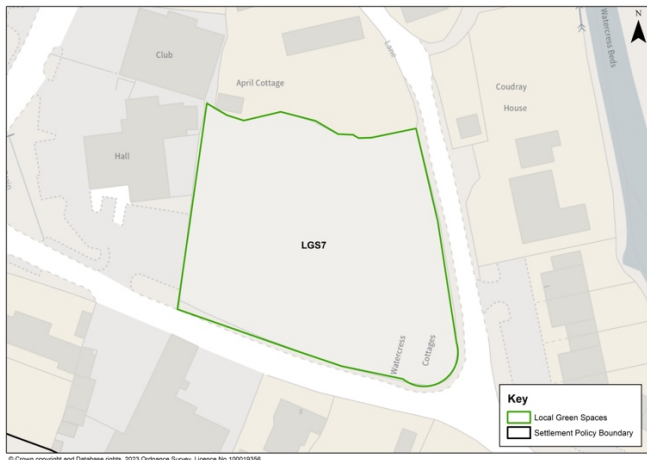 N
Club
April Cottage
Lane
Watercress Beds
Coudray
House
Hall
LGS7
Watercress
Cottages
Key
Local Green Spaces
Settlement Policy Boundary
© Crown copyright and Database rights, 2023 Ordnance Survey, Licence No 100019356